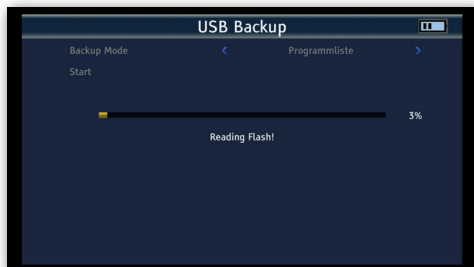 USB Backup
Backup Mode < Programmliste >
Start
3%
Reading Flash!